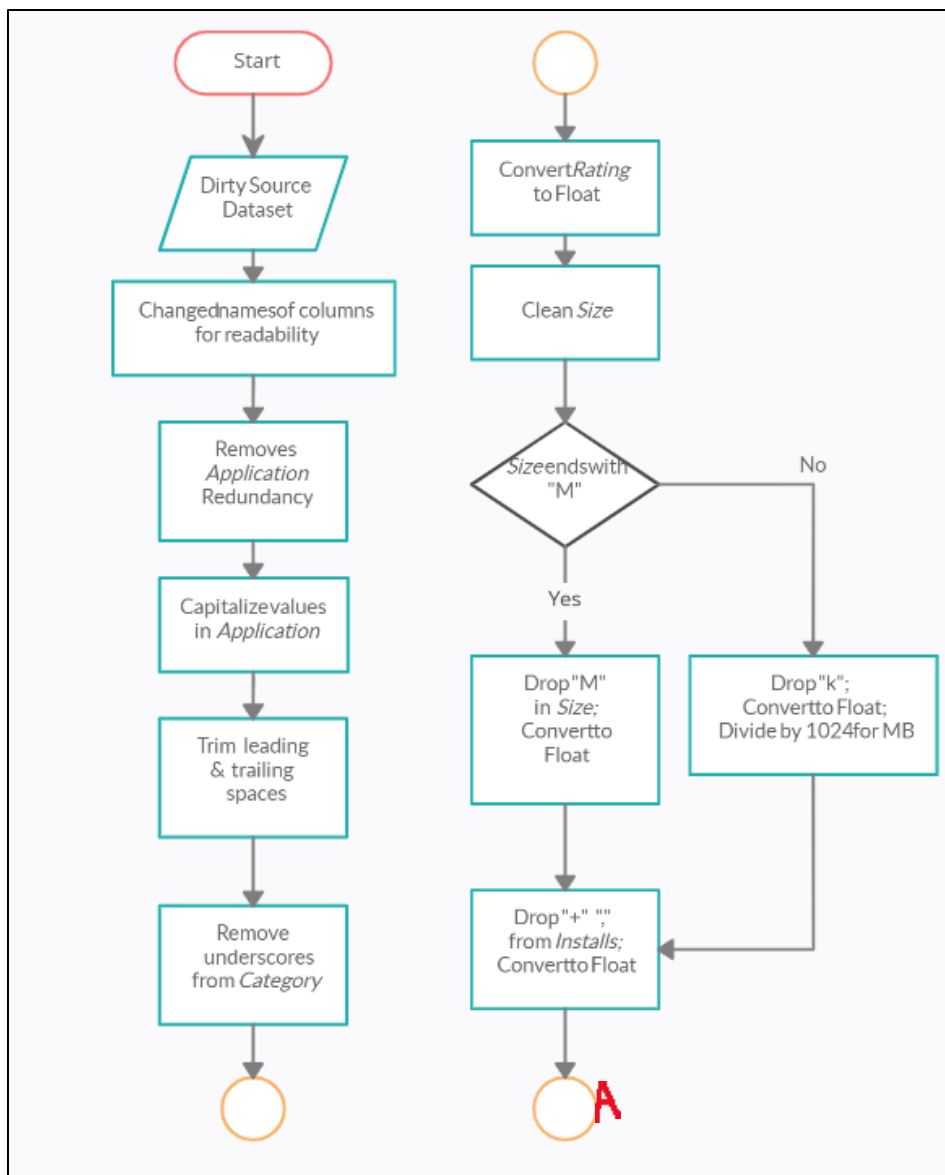 Start
Dirty Source
Dataset
Changednamesof columns
for readability
Removes
Application
Redundancy
Capitalizevalues
in Application
Trim leading
& trailing
spaces
Remove
underscores
from Category
ConvertRating
to Float
Clean Size
Sizeendswith
"M"
No
Yes
Drop "M"
in Size;
Convertto
Float
Drop "k";
Convertto Float;
Divide by 1024for MB
Drop "+" ","
from Installs;
Convertto Float
A